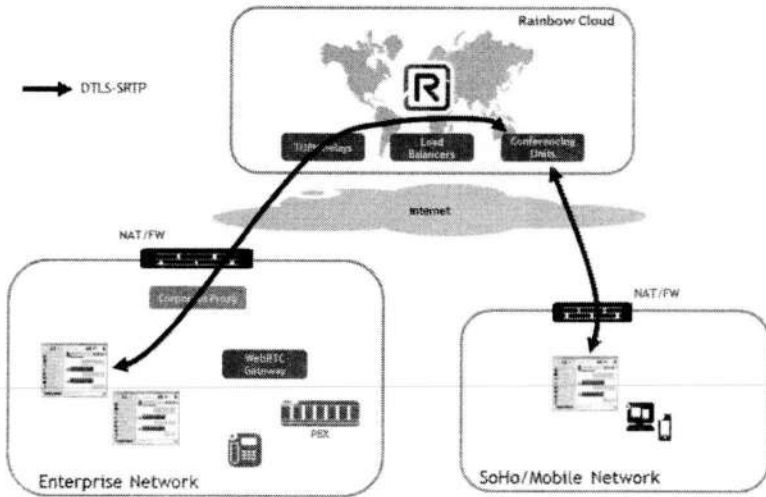 Rainbow Cloud
DTLS-SRTP
R
Load
Balancers
Conferencing
Units
Internet
NAT/FW
NAT/FW
WebRTC
Gateway
PBX
Enterprise Network
SoHo/Mobile Network